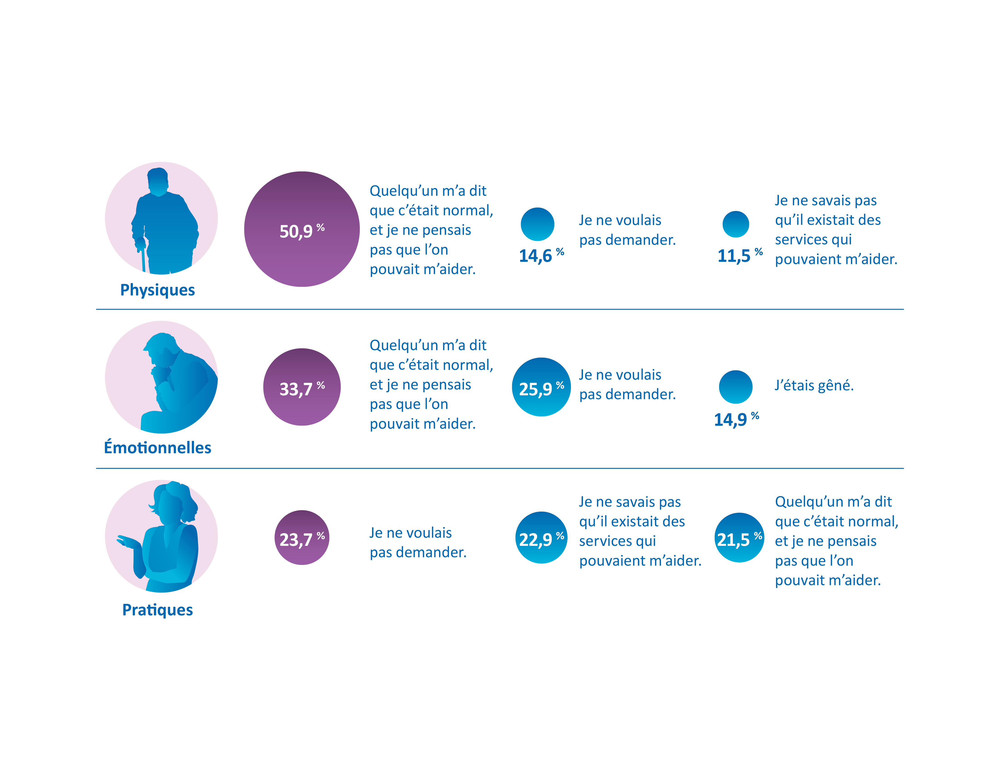 Physiques
50,9 %
Quelqu’un m’a dit
que c’était normal,
et je ne pensais
pas que l’on
pouvait m’aider.
14,6 %
Je ne voulais
pas demander.
11,5 %
Je ne savais pas
qu’il existait des
services qui
pouvaient m’aider.
Émotionnelles
33,7 %
Quelqu’un m’a dit
que c’était normal,
et je ne pensais
pas que l’on
pouvait m’aider.
25,9 %
Je ne voulais
pas demander.
14,9 %
J’étais gêné.
Pratiques
23,7 %
Je ne voulais
pas demander.
22,9 %
Je ne savais pas
qu’il existait des
services qui
pouvaient m’aider.
21,5 %
Quelqu’un m’a dit
que c’était normal,
et je ne pensais
pas que l’on
pouvait m’aider.